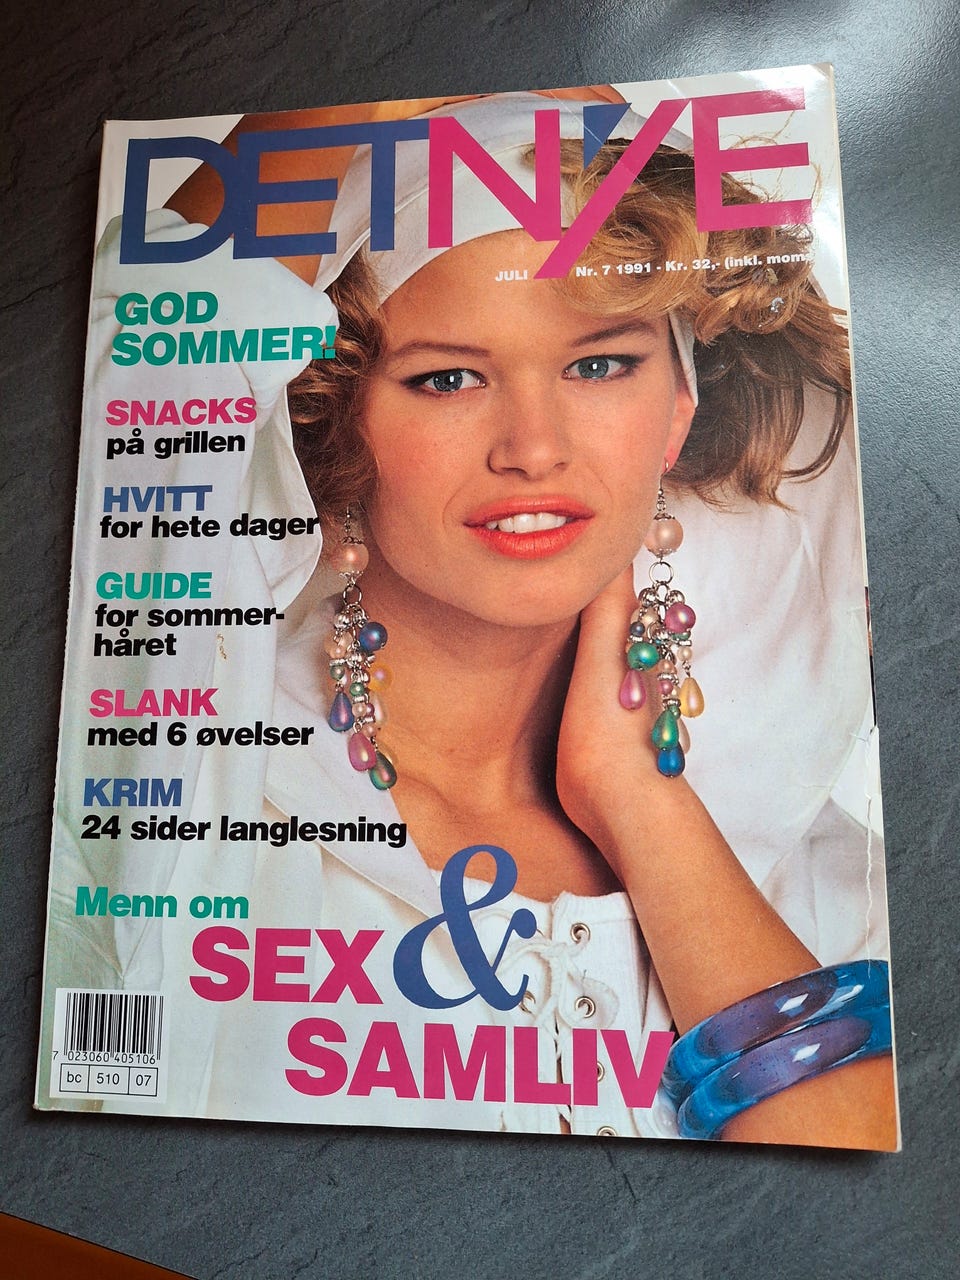 DET NYE
JULI Nr. 7 1991 - Kr. 32,- (inkl. moms
GOD
SOMMER!
SNACKS
på grillen
HVITT
for hete dager
GUIDE
for sommer-
håret
SLANK
med 6 øvelser
KRIM
24 sider langlesning
Menn om
SEX &
SAMLIV
7 023060 405106
bc 510 07